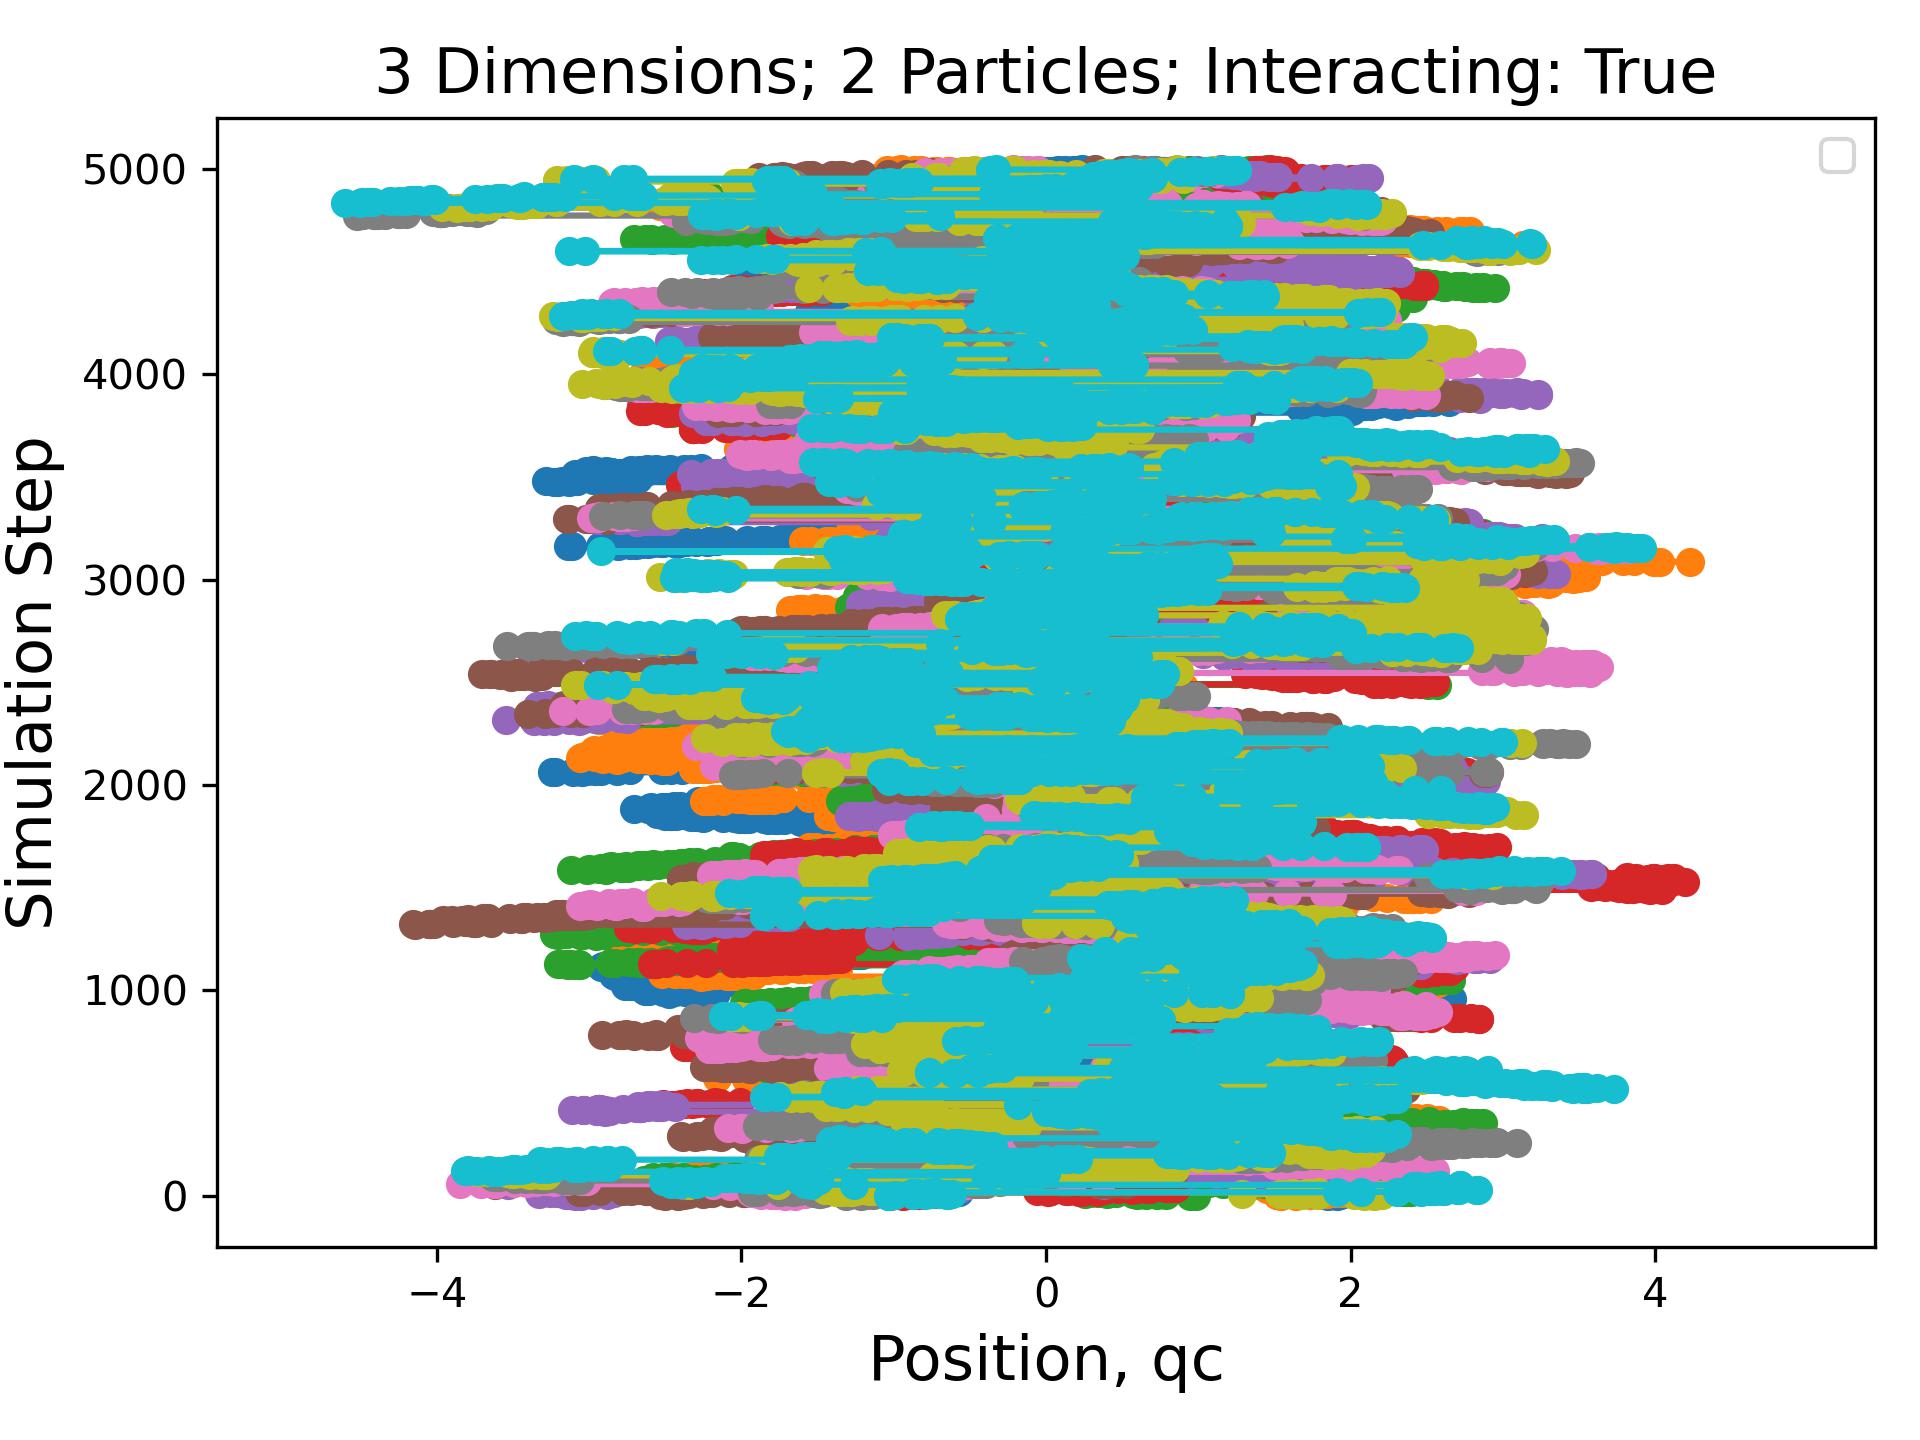 3 Dimensions; 2 Particles; Interacting: True
Simulation Step
5000
4000
3000
2000
1000
0
−4 −2 0 2 4
Position, qc